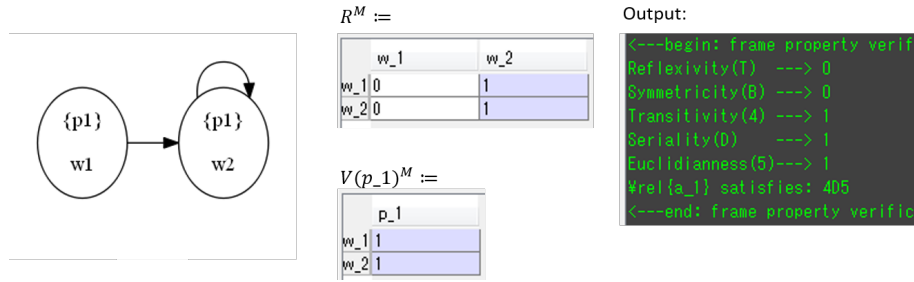 {p1}
w1
{p1}
w2
R^M :=
w_1 w_2
w_1 0 1
w_2 0 1
V(p_1)^M :=
p_1
w_1 1
w_2 1
Output:
<---begin: frame property verif
Reflexivity(T) ---> 0
Symmetricity(B) ---> 0
Transitivity(4) ---> 1
Seriality(D) ---> 1
Euclidianness(5)---> 1
¥rel{a_1} satisfies: 4D5
<---end: frame property verific